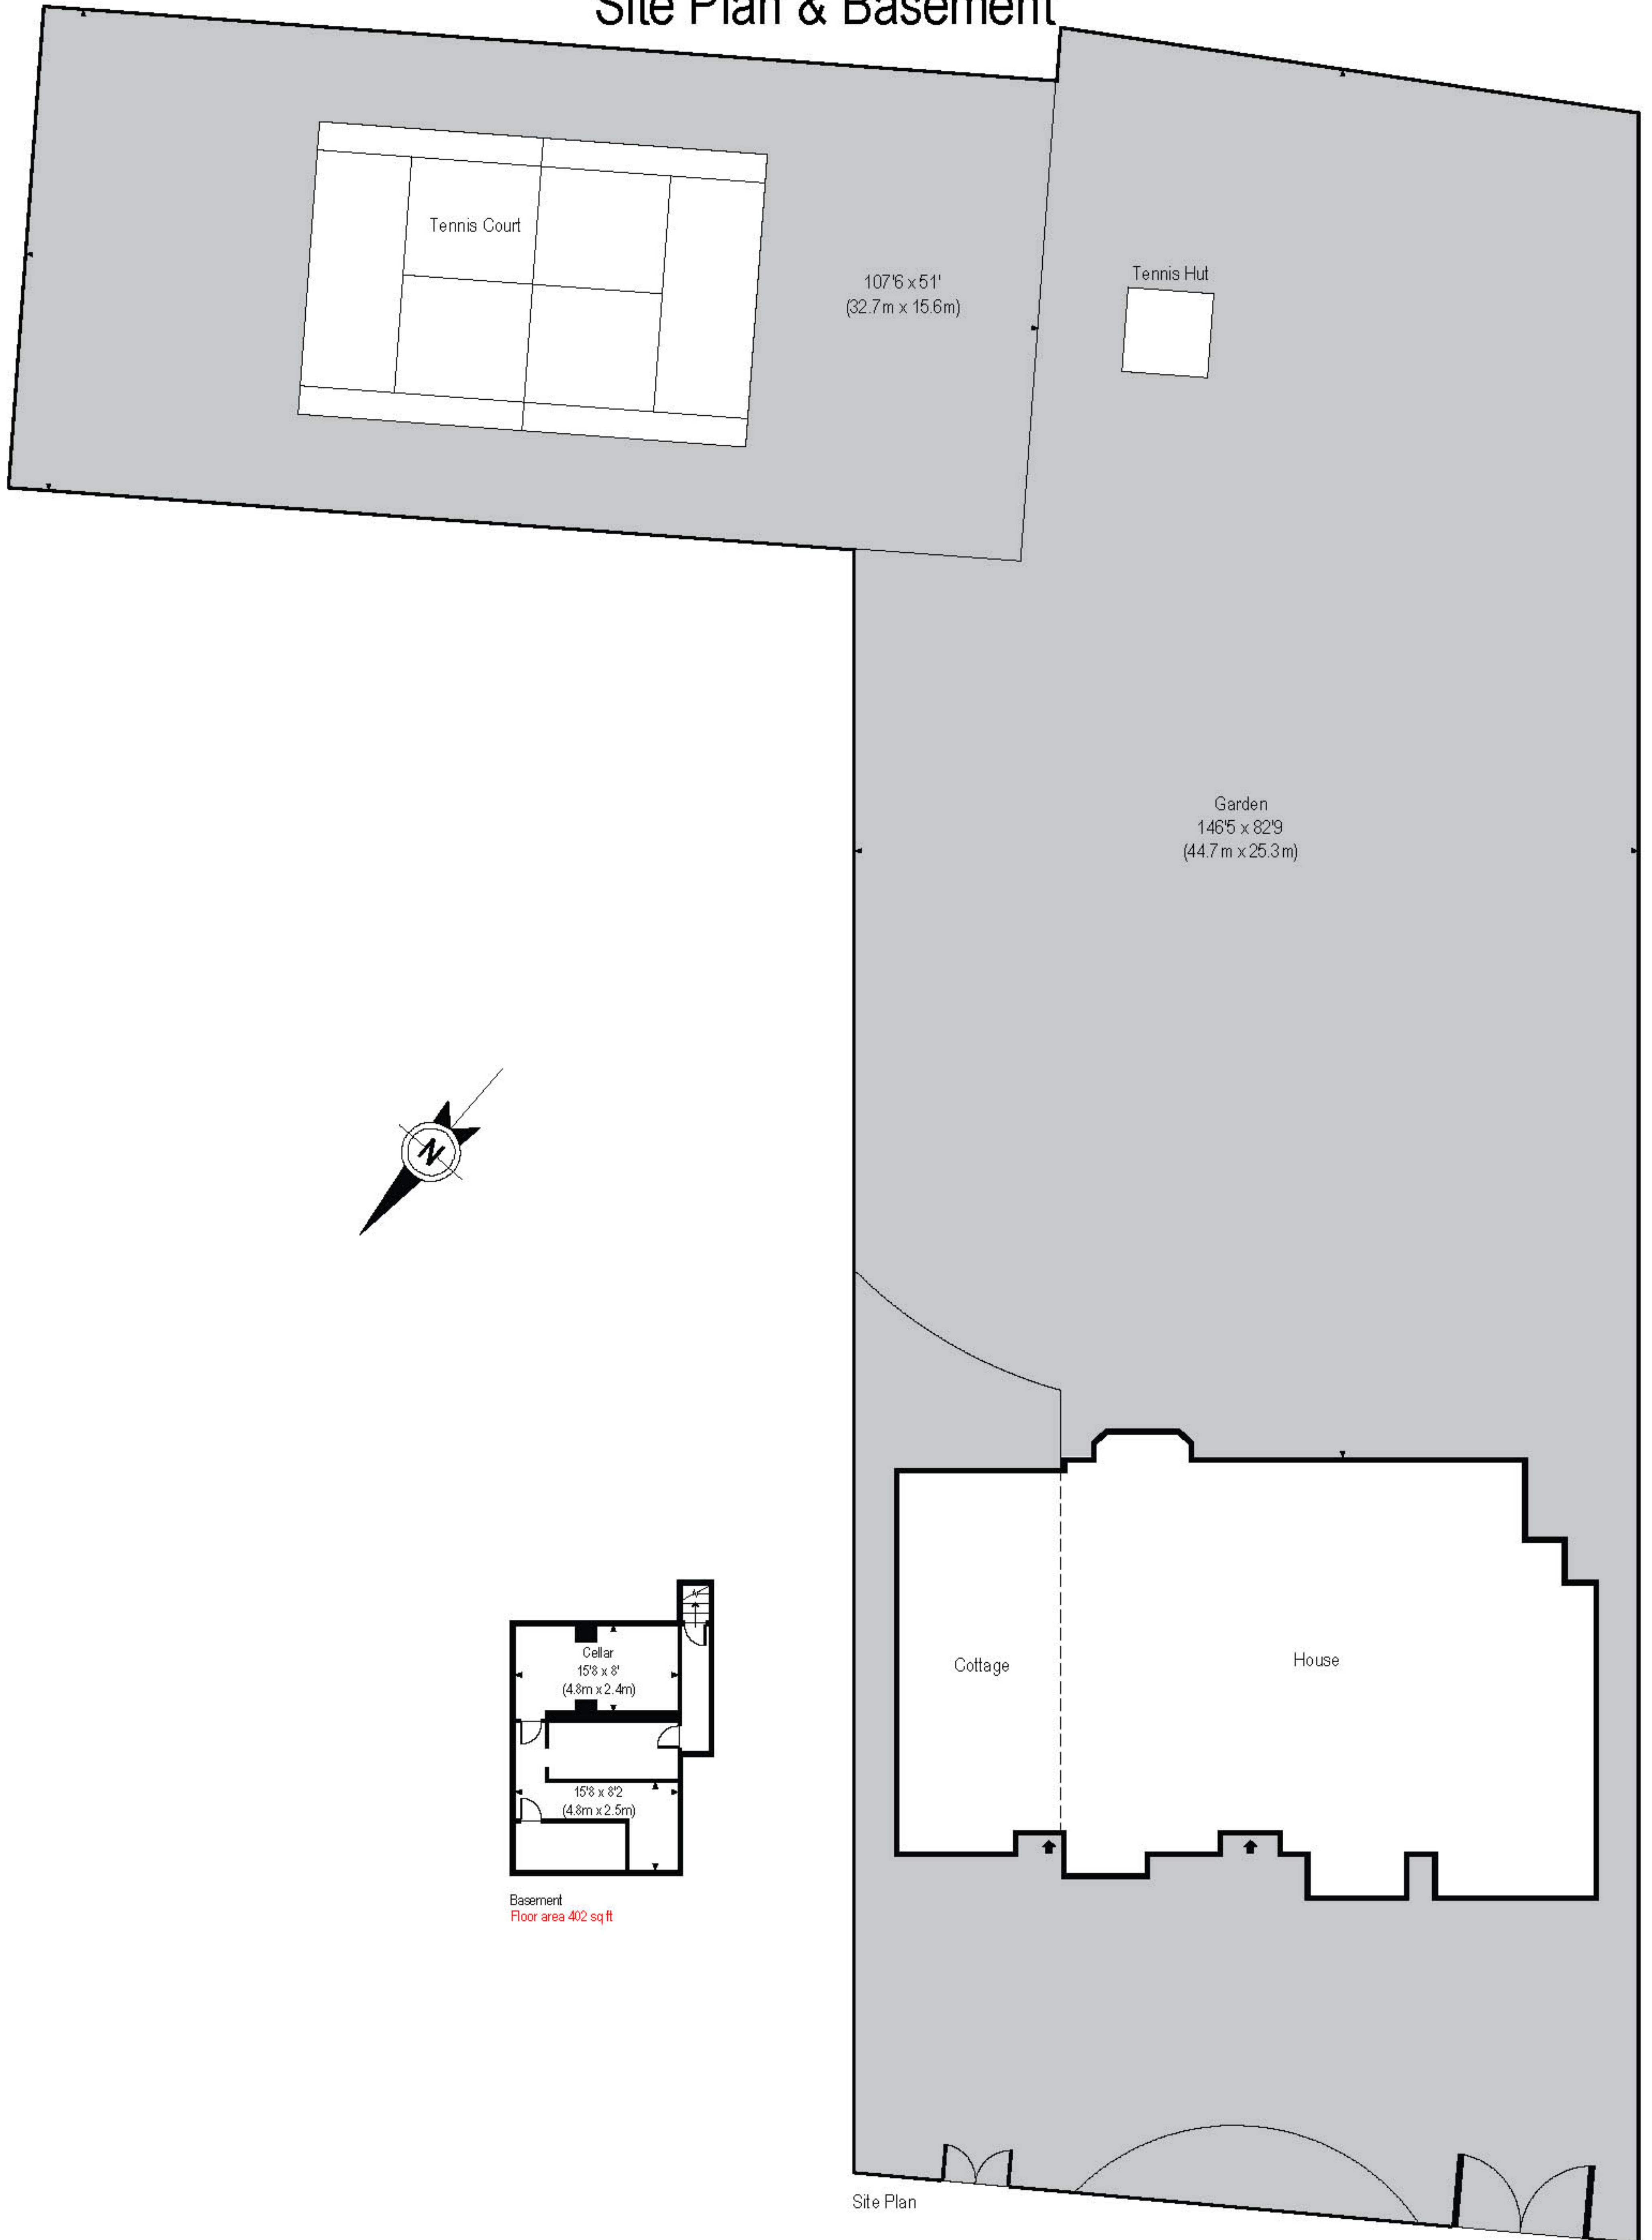 Site Plan & Basement
Tennis Court
107'6 x 51'
(32.7m x 15.6m)
Tennis Hut
Garden
146'5 x 82'9
(44.7m x 25.3m)
N
Cellar
15'8 x 8'
(4.8m x 2.4m)
15'8 x 8'2
(4.8m x 2.5m)
Basement
Floor area 402 sq ft
Cottage
House
Site Plan